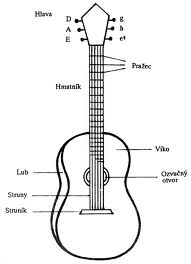 Hlava
D g
A h
E e¹
Pražec
Hmatník
Víko
Lub
Ozvučný
otvor
Struny
Struník